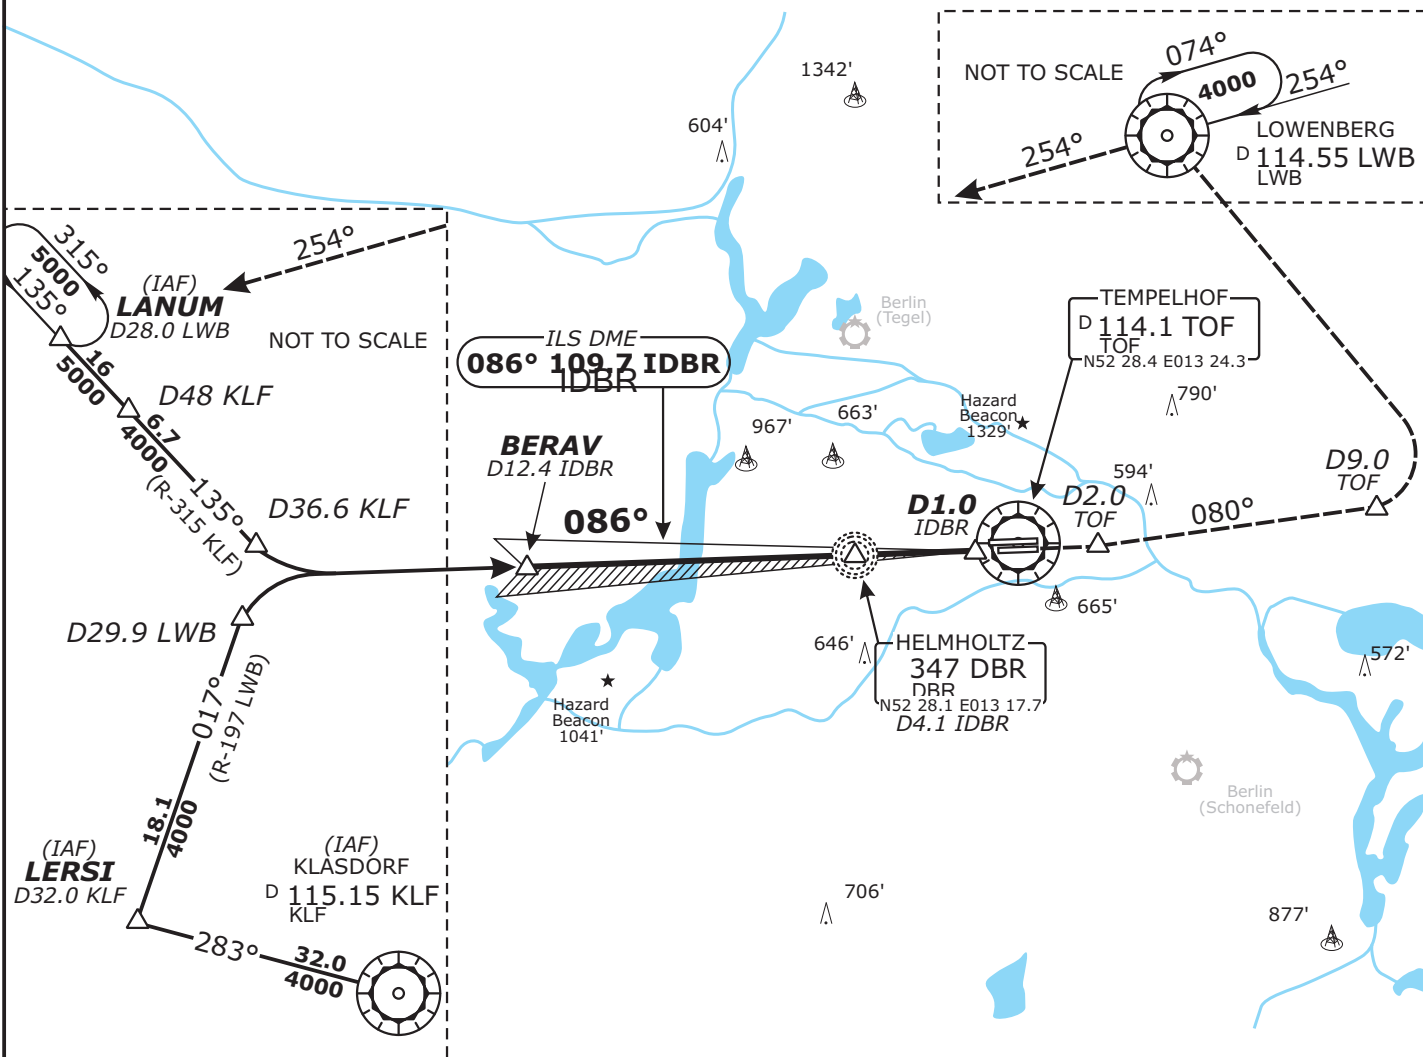 1342'
604'
NOT TO SCALE
074°
4000
254°
254°
LOWENBERG
D 114.55 LWB
LWB
315°
5000
135°
(IAF)
LANUM
D28.0 LWB
254°
NOT TO SCALE
16
5000
D48 KLF
6.7
4000
135°
(R-315 KLF)
D36.6 KLF
ILS DME
086° 109.7 IDBR
IDBR
Berlin
(Tegel)
TEMPELHOF
D 114.1 TOF
TOF
N52 28.4 E013 24.3
790'
Hazard
Beacon
1329'
663'
967'
BERAV
D12.4 IDBR
086°
D1.0
IDBR
D2.0
TOF
594'
080°
D9.0
TOF
665'
572'
646'
HELMHOLTZ
347 DBR
DBR
N52 28.1 E013 17.7
D4.1 IDBR
D29.9 LWB
017°
(R-197 LWB)
18.1
4000
Hazard
Beacon
1041'
Berlin
(Schonefeld)
(IAF)
LERSI
D32.0 KLF
(IAF)
KLASDORF
D 115.15 KLF
KLF
283°
32.0
4000
706'
877'